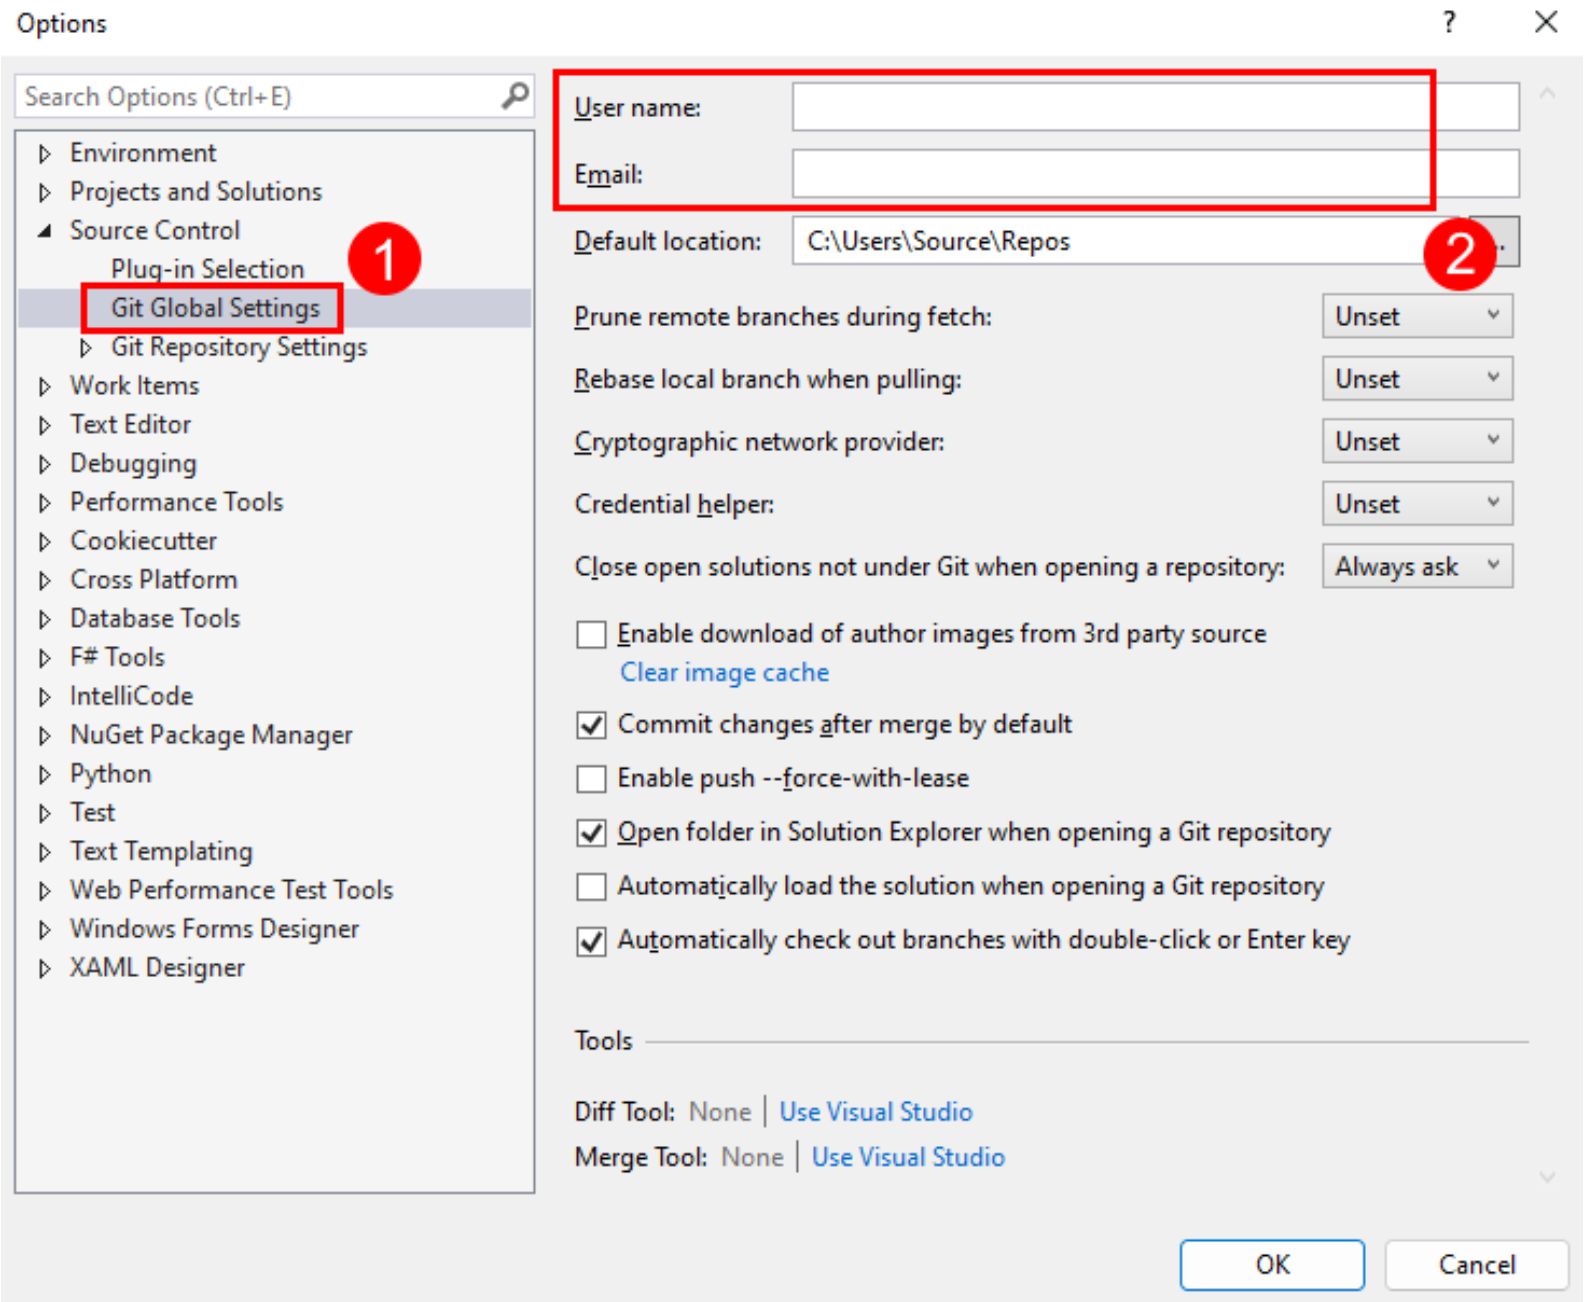 Options
?
Search Options (Ctrl+E)
Environment
Projects and Solutions
Source Control
Plug-in Selection
Git Global Settings
Git Repository Settings
Work Items
Text Editor
Debugging
Performance Tools
Cookiecutter
Cross Platform
Database Tools
F# Tools
IntelliCode
NuGet Package Manager
Python
Test
Text Templating
Web Performance Test Tools
Windows Forms Designer
XAML Designer
1
User name:
Email:
Default location: C:\Users\Source\Repos
2
Prune remote branches during fetch: Unset
Rebase local branch when pulling: Unset
Cryptographic network provider: Unset
Credential helper: Unset
Close open solutions not under Git when opening a repository: Always ask
Enable download of author images from 3rd party source
Clear image cache
Commit changes after merge by default
Enable push --force-with-lease
Open folder in Solution Explorer when opening a Git repository
Automatically load the solution when opening a Git repository
Automatically check out branches with double-click or Enter key
Tools
Diff Tool: None | Use Visual Studio
Merge Tool: None | Use Visual Studio
OK
Cancel